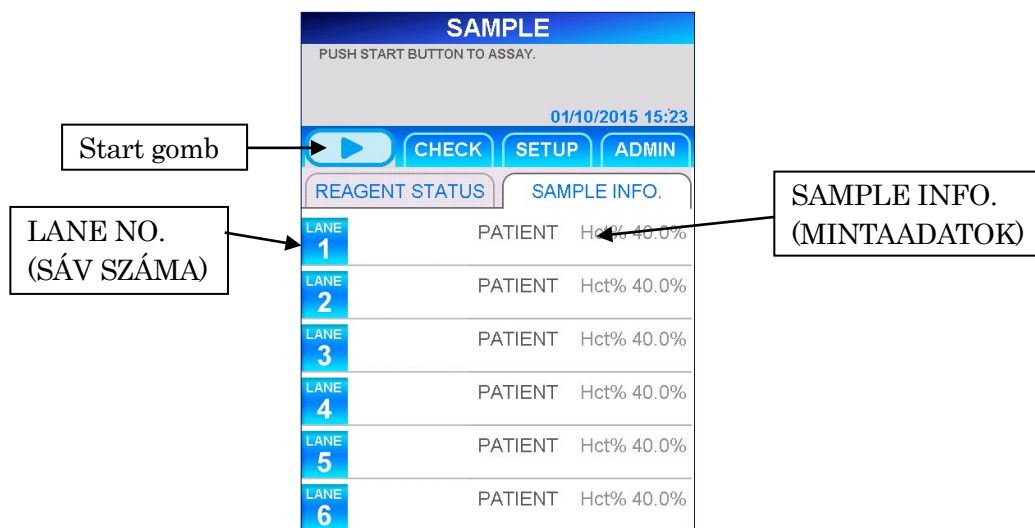 SAMPLE
PUSH START BUTTON TO ASSAY.
01/10/2015 15:23
Start gomb
CHECK SETUP ADMIN
REAGENT STATUS SAMPLE INFO.
SAMPLE INFO.
(MINTAADATOK)
LANE NO.
(SÁV SZÁMA)
LANE
1 PATIENT Hct% 40.0%
LANE
2 PATIENT Hct% 40.0%
LANE
3 PATIENT Hct% 40.0%
LANE
4 PATIENT Hct% 40.0%
LANE
5 PATIENT Hct% 40.0%
LANE
6 PATIENT Hct% 40.0%